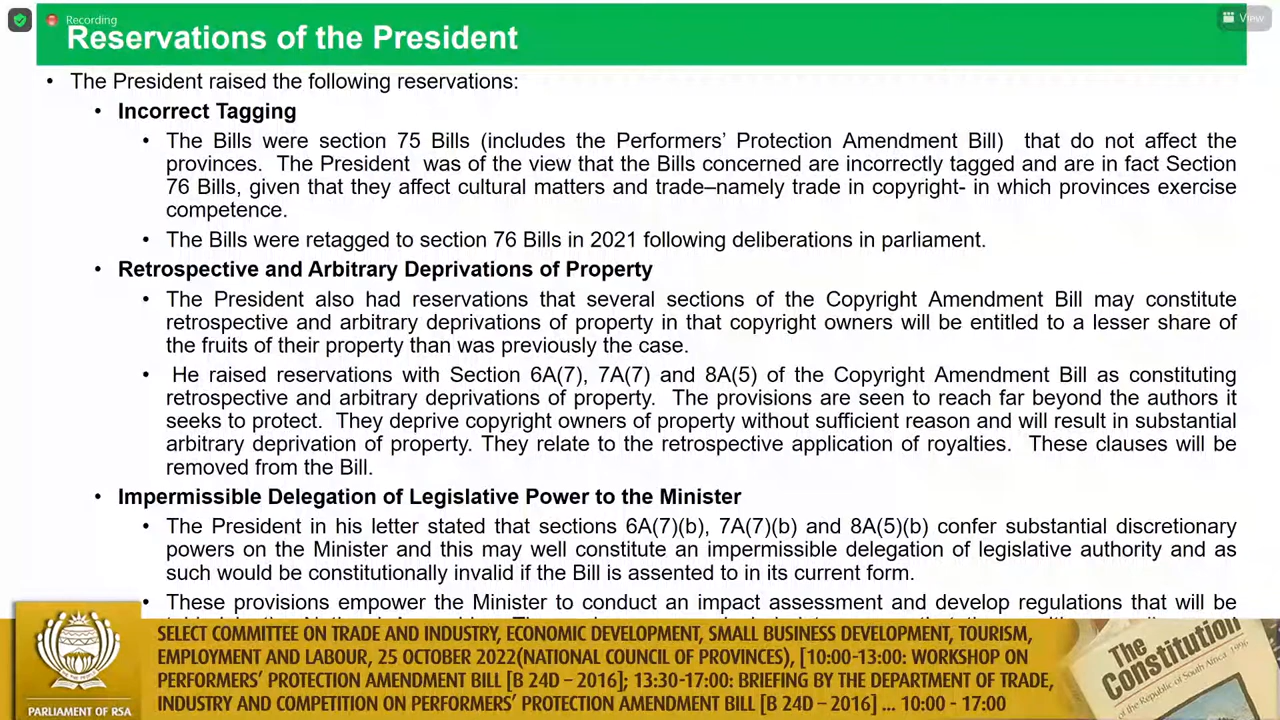 Recording
View
Reservations of the President
• The President raised the following reservations:
• Incorrect Tagging
• The Bills were section 75 Bills (includes the Performers’ Protection Amendment Bill) that do not affect the
provinces. The President was of the view that the Bills concerned are incorrectly tagged and are in fact Section
76 Bills, given that they affect cultural matters and trade–namely trade in copyright- in which provinces exercise
competence.
• The Bills were retagged to section 76 Bills in 2021 following deliberations in parliament.
• Retrospective and Arbitrary Deprivations of Property
• The President also had reservations that several sections of the Copyright Amendment Bill may constitute
retrospective and arbitrary deprivations of property in that copyright owners will be entitled to a lesser share of
the fruits of their property than was previously the case.
• He raised reservations with Section 6A(7), 7A(7) and 8A(5) of the Copyright Amendment Bill as constituting
retrospective and arbitrary deprivations of property. The provisions are seen to reach far beyond the authors it
seeks to protect. They deprive copyright owners of property without sufficient reason and will result in substantial
arbitrary deprivation of property. They relate to the retrospective application of royalties. These clauses will be
removed from the Bill.
• Impermissible Delegation of Legislative Power to the Minister
• The President in his letter stated that sections 6A(7)(b), 7A(7)(b) and 8A(5)(b) confer substantial discretionary
powers on the Minister and this may well constitute an impermissible delegation of legislative authority and as
such would be constitutionally invalid if the Bill is assented to in its current form.
• These provisions empower the Minister to conduct an impact assessment and develop regulations that will be
SELECT COMMITTEE ON TRADE AND INDUSTRY, ECONOMIC DEVELOPMENT, SMALL BUSINESS DEVELOPMENT, TOURISM,
EMPLOYMENT AND LABOUR, 25 OCTOBER 2022(NATIONAL COUNCIL OF PROVINCES), [10:00-13:00: WORKSHOP ON
PERFORMERS’ PROTECTION AMENDMENT BILL [B 24D – 2016]; 13:30-17:00: BRIEFING BY THE DEPARTMENT OF TRADE,
INDUSTRY AND COMPETITION ON PERFORMERS’ PROTECTION AMENDMENT BILL [B 24D – 2016] ... 10:00 - 17:00
PARLIAMENT OF RSA
The
Constitution
of the Republic of South Africa, 1996